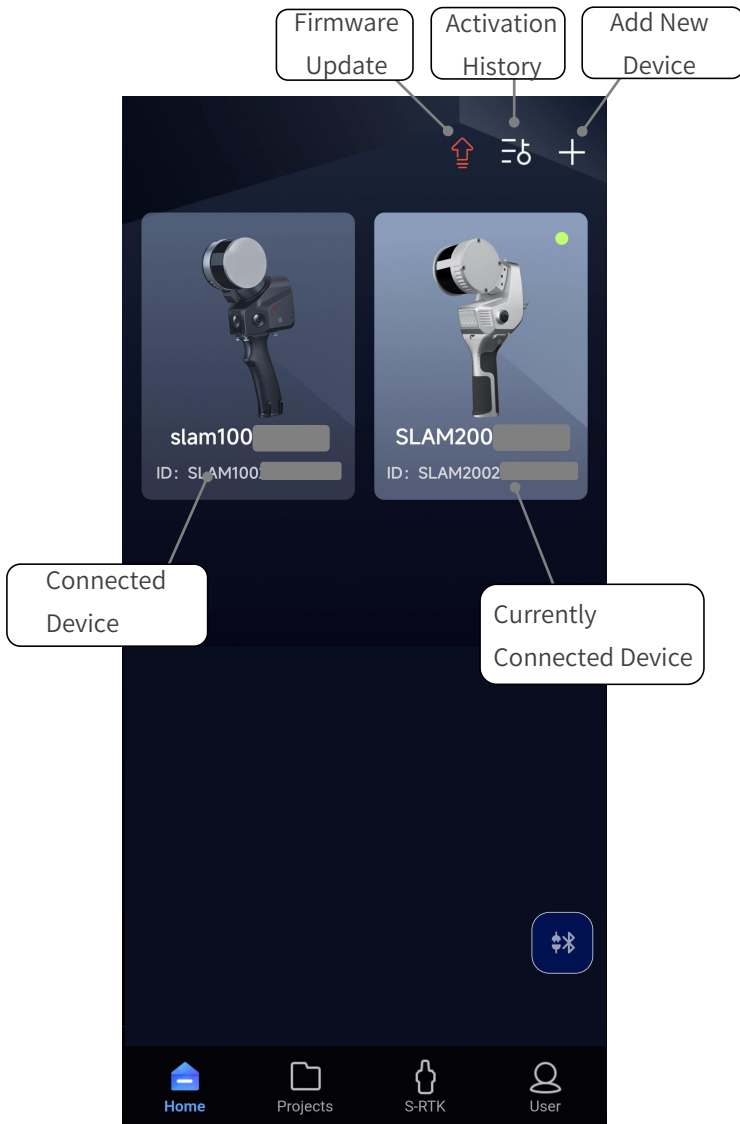 Firmware
Update
Activation
History
Add New
Device
slam100
SLAM200
ID: SLAM100
ID: SLAM2002
Connected
Device
Currently
Connected Device
Home
Projects
S-RTK
User